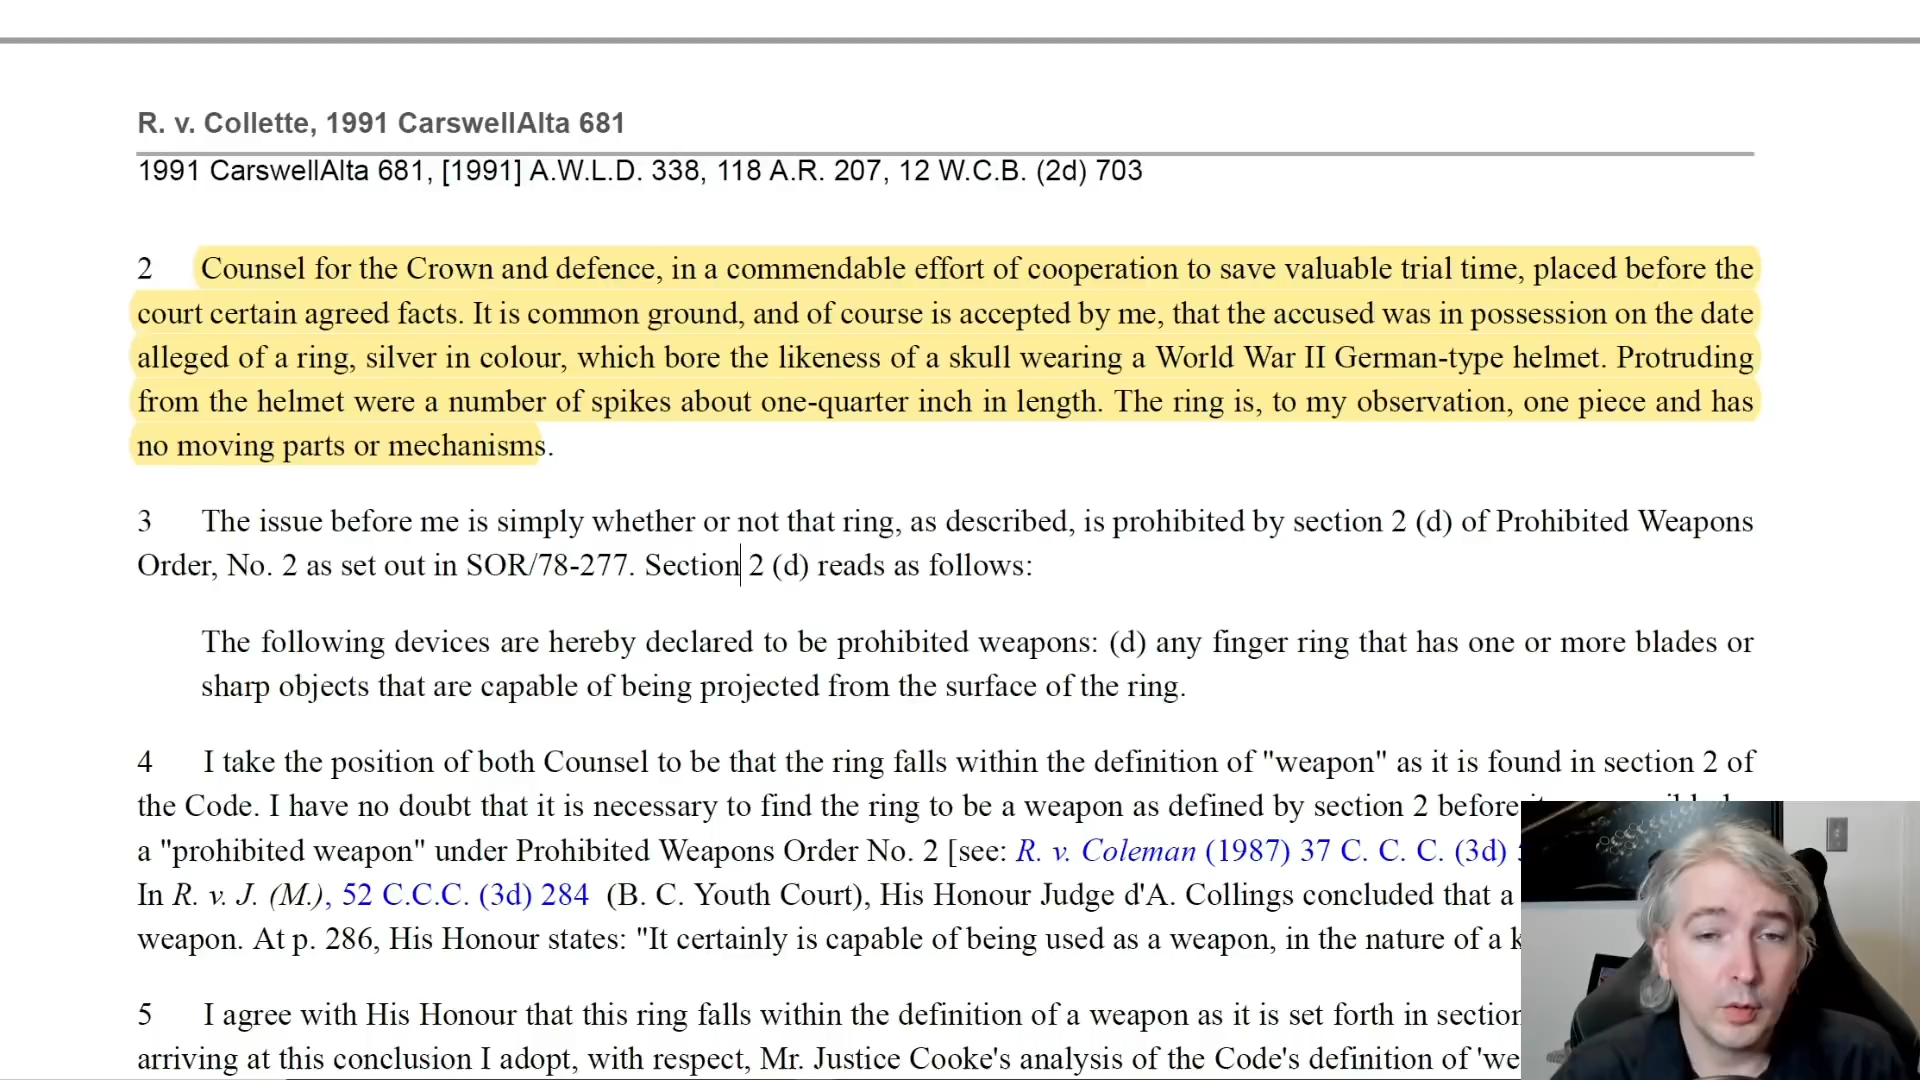 R. v. Collette, 1991 CarswellAlta 681
1991 CarswellAlta 681, [1991] A.W.L.D. 338, 118 A.R. 207, 12 W.C.B. (2d) 703
2 Counsel for the Crown and defence, in a commendable effort of cooperation to save valuable trial time, placed before the
court certain agreed facts. It is common ground, and of course is accepted by me, that the accused was in possession on the date
alleged of a ring, silver in colour, which bore the likeness of a skull wearing a World War II German-type helmet. Protruding
from the helmet were a number of spikes about one-quarter inch in length. The ring is, to my observation, one piece and has
no moving parts or mechanisms.
3 The issue before me is simply whether or not that ring, as described, is prohibited by section 2 (d) of Prohibited Weapons
Order, No. 2 as set out in SOR/78-277. Section 2 (d) reads as follows:
The following devices are hereby declared to be prohibited weapons: (d) any finger ring that has one or more blades or
sharp objects that are capable of being projected from the surface of the ring.
4 I take the position of both Counsel to be that the ring falls within the definition of "weapon" as it is found in section 2 of
the Code. I have no doubt that it is necessary to find the ring to be a weapon as defined by section 2 before
a "prohibited weapon" under Prohibited Weapons Order No. 2 [see: R. v. Coleman (1987) 37 C. C. C. (3d)
In R. v. J. (M.), 52 C.C.C. (3d) 284 (B. C. Youth Court), His Honour Judge d'A. Collings concluded that a
weapon. At p. 286, His Honour states: "It certainly is capable of being used as a weapon, in the nature of a
5 I agree with His Honour that this ring falls within the definition of a weapon as it is set forth in section
arriving at this conclusion I adopt, with respect, Mr. Justice Cooke's analysis of the Code's definition of